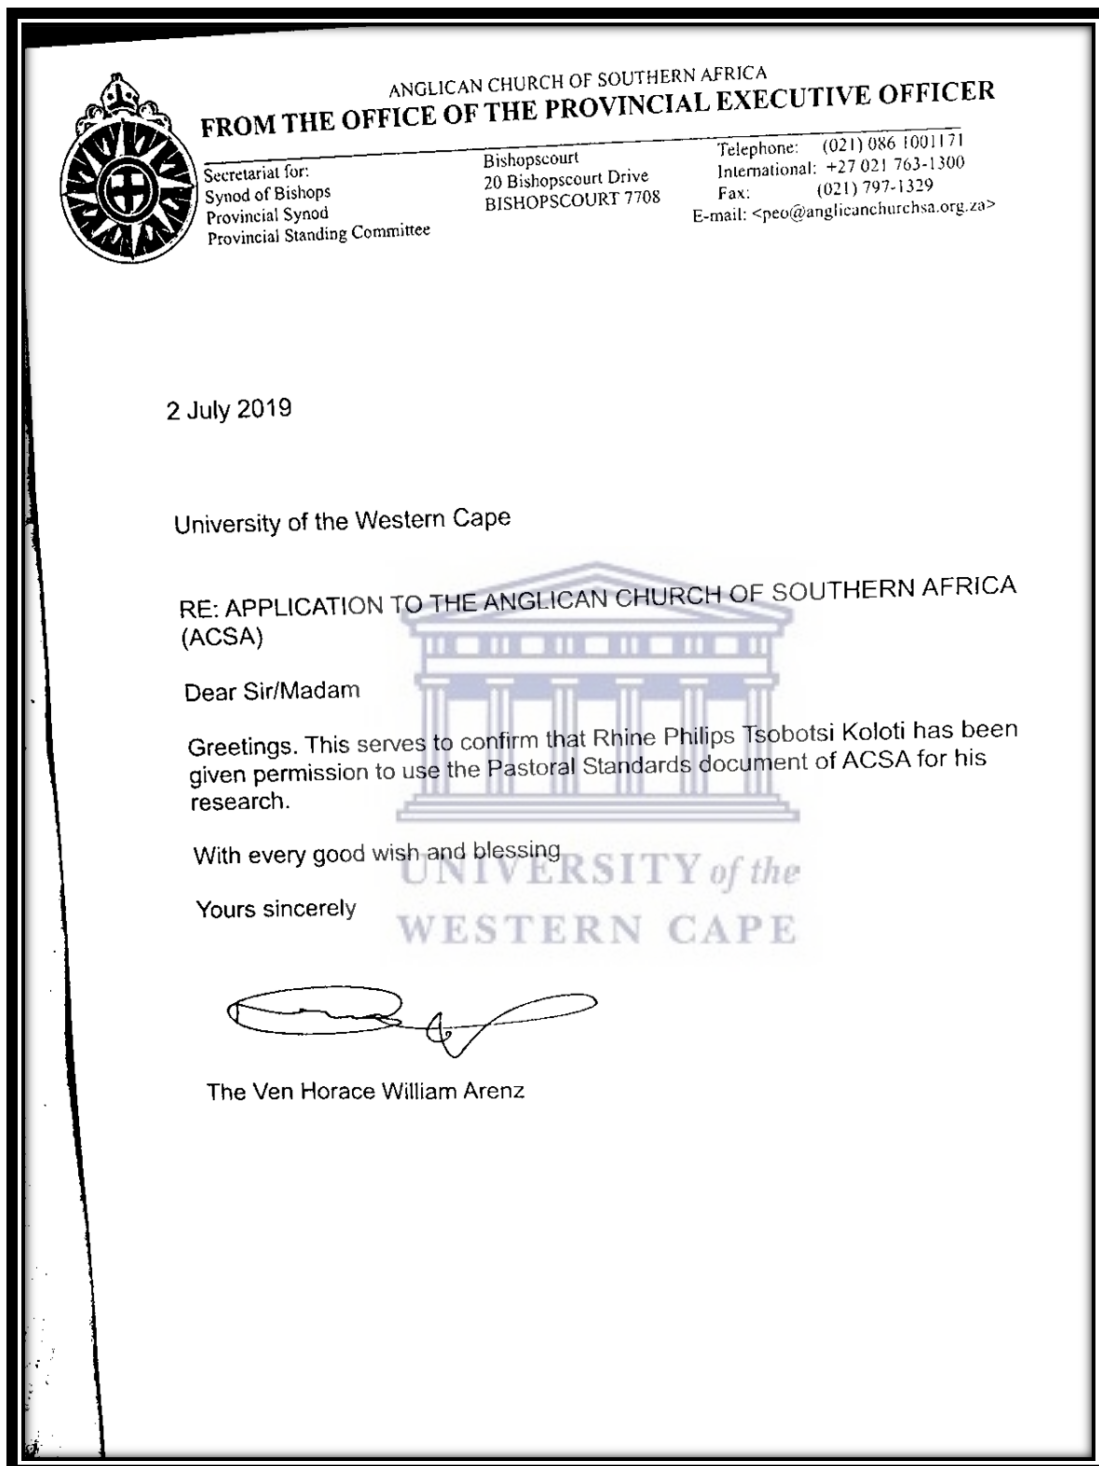 ANGLICAN CHURCH OF SOUTHERN AFRICA
FROM THE OFFICE OF THE PROVINCIAL EXECUTIVE OFFICER
Secretariat for:
Synod of Bishops
Provincial Synod
Provincial Standing Committee
Bishopscourt
20 Bishopscourt Drive
BISHOPSCOURT 7708
Telephone: (021) 086 1001171
International: +27 021 763-1300
Fax: (021) 797-1329
E-mail: <peo@anglicanchurchsa.org.za>
2 July 2019
University of the Western Cape
RE: APPLICATION TO THE ANGLICAN CHURCH OF SOUTHERN AFRICA
(ACSA)
Dear Sir/Madam
Greetings. This serves to confirm that Rhine Philips Tsobotsi Koloti has been
given permission to use the Pastoral Standards document of ACSA for his
research.
With every good wish and blessing
Yours sincerely
UNIVERSITY of the
WESTERN CAPE
The Ven Horace William Arenz